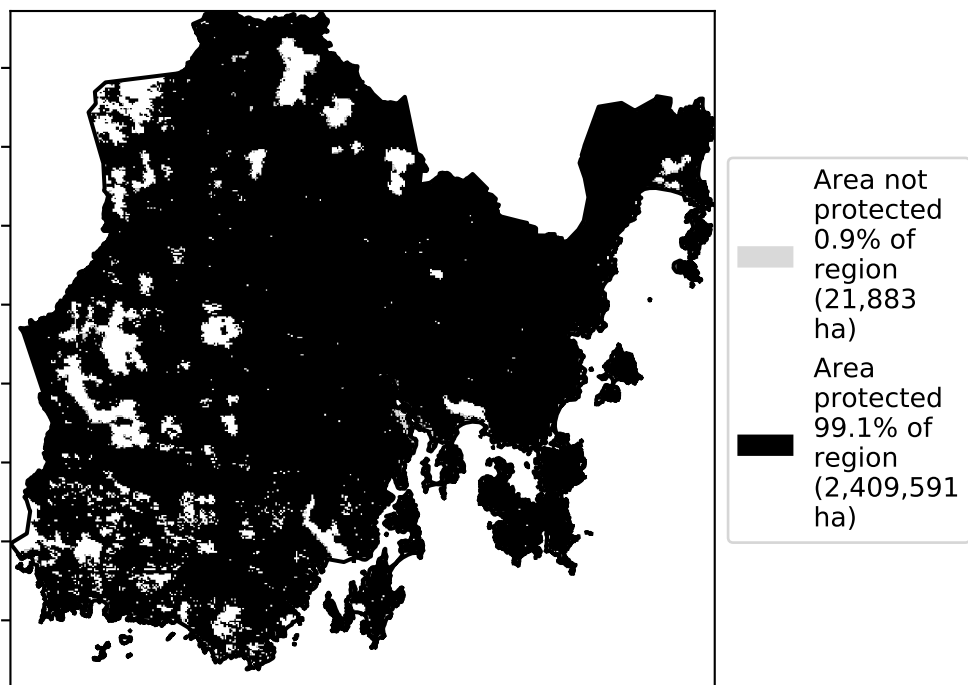 Area not
protected
0.9% of
region
(21,883
ha)
Area
protected
99.1% of
region
(2,409,591
ha)